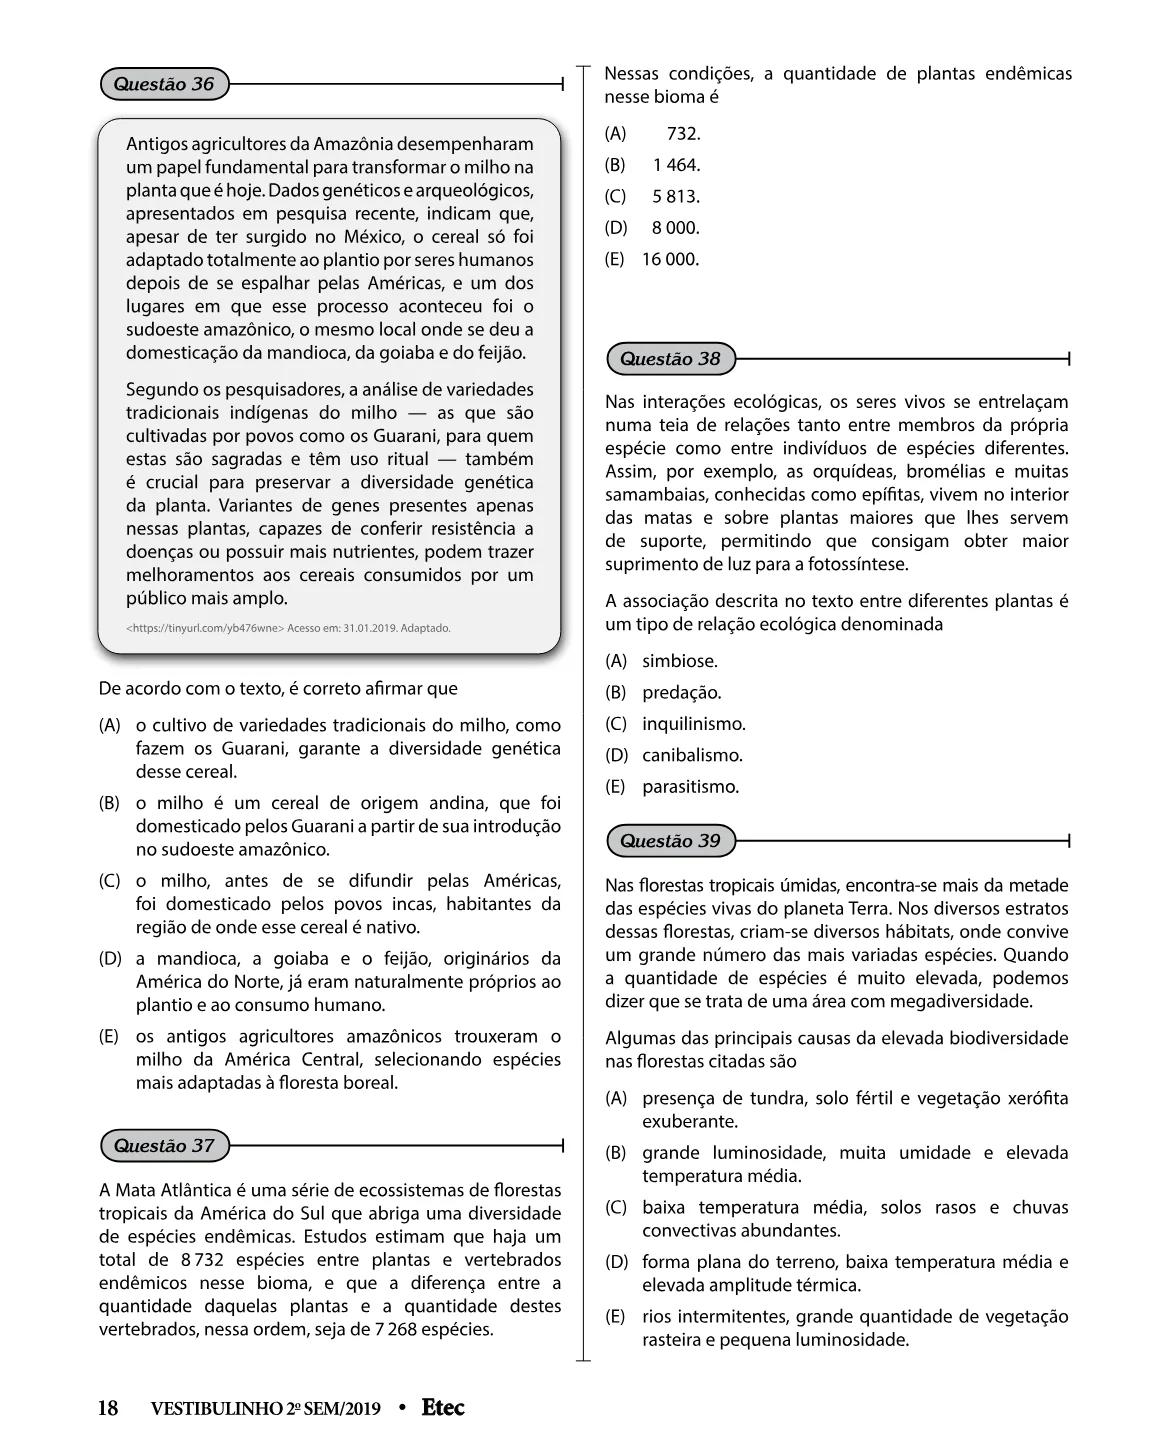 Questão 36
Antigos agricultores da Amazônia desempenharam
um papel fundamental para transformar o milho na
planta que é hoje. Dados genéticos e arqueológicos,
apresentados em pesquisa recente, indicam que,
apesar de ter surgido no México, o cereal só foi
adaptado totalmente ao plantio por seres humanos
depois de se espalhar pelas Américas, e um dos
lugares em que esse processo aconteceu foi o
sudoeste amazônico, o mesmo local onde se deu a
domesticação da mandioca, da goiaba e do feijão.
Segundo os pesquisadores, a análise de variedades
tradicionais indígenas do milho — as que são
cultivadas por povos como os Guarani, para quem
estas são sagradas e têm uso ritual — também
é crucial para preservar a diversidade genética
da planta. Variantes de genes presentes apenas
nessas plantas, capazes de conferir resistência a
doenças ou possuir mais nutrientes, podem trazer
melhoramentos aos cereais consumidos por um
público mais amplo.
<https://tinyurl.com/yb476wne> Acesso em: 31.01.2019. Adaptado.
De acordo com o texto, é correto afirmar que
(A) o cultivo de variedades tradicionais do milho, como
fazem os Guarani, garante a diversidade genética
desse cereal.
(B) o milho é um cereal de origem andina, que foi
domesticado pelos Guarani a partir de sua introdução
no sudoeste amazônico.
(C) o milho, antes de se difundir pelas Américas,
foi domesticado pelos povos incas, habitantes da
região de onde esse cereal é nativo.
(D) a mandioca, a goiaba e o feijão, originários da
América do Norte, já eram naturalmente próprios ao
plantio e ao consumo humano.
(E) os antigos agricultores amazônicos trouxeram o
milho da América Central, selecionando espécies
mais adaptadas à floresta boreal.
Questão 37
A Mata Atlântica é uma série de ecossistemas de florestas
tropicais da América do Sul que abriga uma diversidade
de espécies endêmicas. Estudos estimam que haja um
total de 8 732 espécies entre plantas e vertebrados
endêmicos nesse bioma, e que a diferença entre a
quantidade daquelas plantas e a quantidade destes
vertebrados, nessa ordem, seja de 7 268 espécies.
Nessas condições, a quantidade de plantas endêmicas
nesse bioma é
(A) 732.
(B) 1 464.
(C) 5 813.
(D) 8 000.
(E) 16 000.
Questão 38
Nas interações ecológicas, os seres vivos se entrelaçam
numa teia de relações tanto entre membros da própria
espécie como entre indivíduos de espécies diferentes.
Assim, por exemplo, as orquídeas, bromélias e muitas
samambaias, conhecidas como epífitas, vivem no interior
das matas e sobre plantas maiores que lhes servem
de suporte, permitindo que consigam obter maior
suprimento de luz para a fotossíntese.
A associação descrita no texto entre diferentes plantas é
um tipo de relação ecológica denominada
(A) simbiose.
(B) predação.
(C) inquilinismo.
(D) canibalismo.
(E) parasitismo.
Questão 39
Nas florestas tropicais úmidas, encontra-se mais da metade
das espécies vivas do planeta Terra. Nos diversos estratos
dessas florestas, criam-se diversos hábitats, onde convive
um grande número das mais variadas espécies. Quando
a quantidade de espécies é muito elevada, podemos
dizer que se trata de uma área com megadiversidade.
Algumas das principais causas da elevada biodiversidade
nas florestas citadas são
(A) presença de tundra, solo fértil e vegetação xerófita
exuberante.
(B) grande luminosidade, muita umidade e elevada
temperatura média.
(C) baixa temperatura média, solos rasos e chuvas
convectivas abundantes.
(D) forma plana do terreno, baixa temperatura média e
elevada amplitude térmica.
(E) rios intermitentes, grande quantidade de vegetação
rasteira e pequena luminosidade.
18 VESTIBULINHO 2º SEM/2019 • Etec